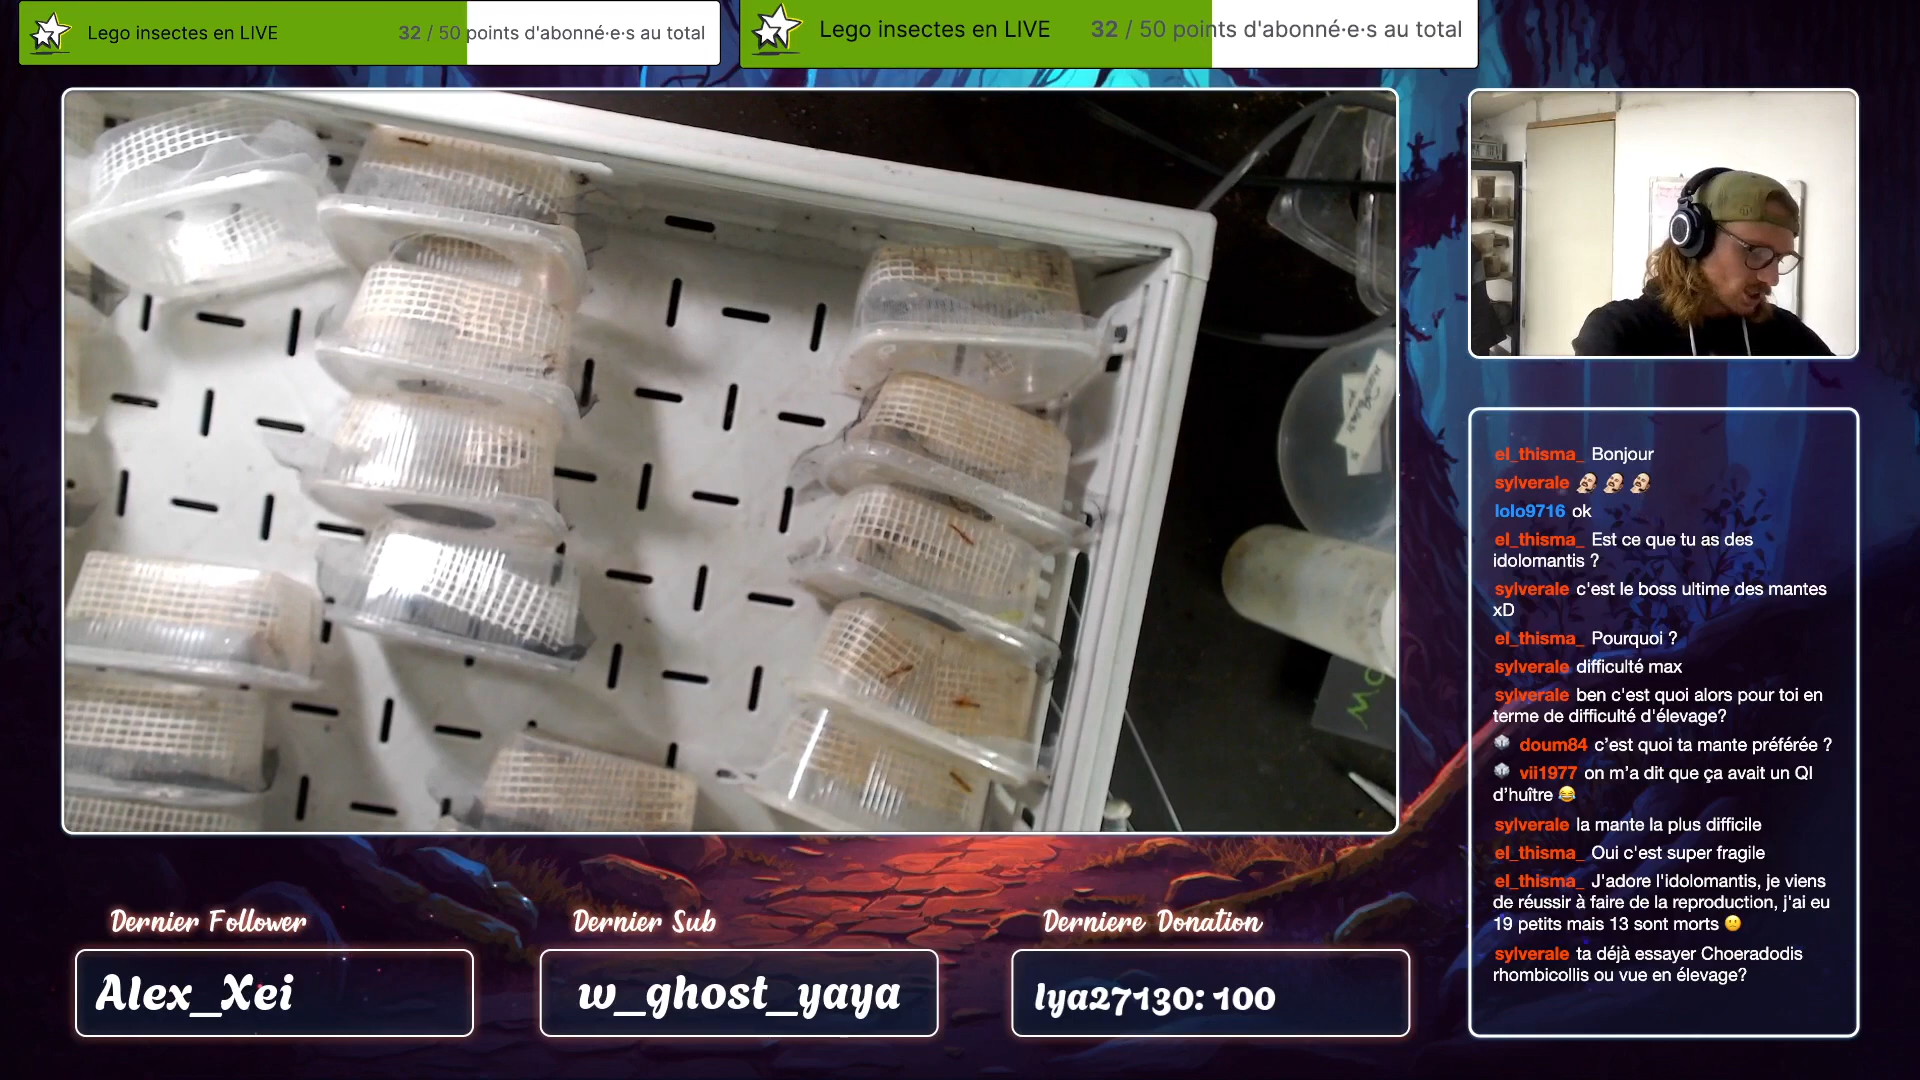 Lego insectes en LIVE 32 / 50 points d'abonné·e·s au total
Lego insectes en LIVE 32 / 50 points d'abonné·e·s au total
el_thisma_ Bonjour
sylverale
lolo9716 ok
el_thisma_ Est ce que tu as des
idolomantis ?
sylverale c'est le boss ultime des mantes
xD
el_thisma_ Pourquoi ?
sylverale difficulté max
sylverale ben c'est quoi alors pour toi en
terme de difficulté d'élevage?
doum84 c’est quoi ta mante préférée ?
vii1977 on m’a dit que ça avait un QI
d’huître 😂
sylverale la mante la plus difficile
el_thisma_ Oui c'est super fragile
el_thisma_ J'adore l'idolomantis, je viens
de réussir à faire de la reproduction, j'ai eu
19 petits mais 13 sont morts 🙁
sylverale ta déjà essayer Choeradodis
rhombicollis ou vue en élevage?
Dernier Follower
Alex_Xei
Dernier Sub
w_ghost_yaya
Derniere Donation
lya27130: 100